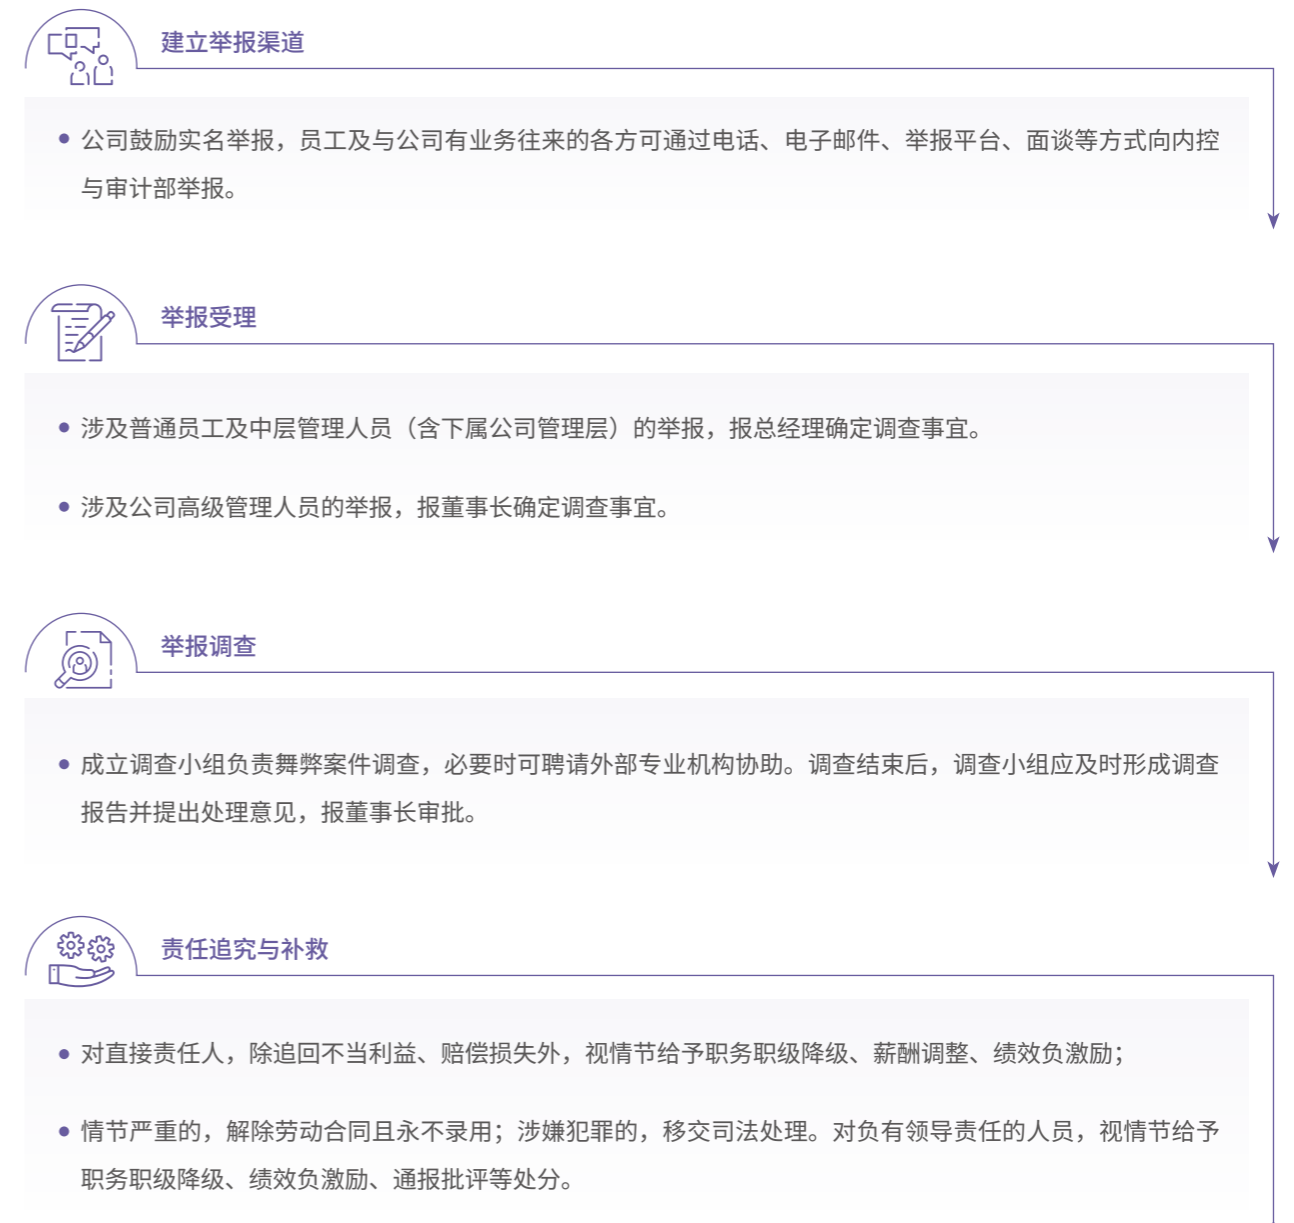 建立举报渠道
• 公司鼓励实名举报，员工及与公司有业务往来的各方可通过电话、电子邮件、举报平台、面谈等方式向内控
与审计部举报。
举报受理
• 涉及普通员工及中层管理人员（含下属公司管理层）的举报，报总经理确定调查事宜。
• 涉及公司高级管理人员的举报，报董事长确定调查事宜。
举报调查
• 成立调查小组负责舞弊案件调查，必要时可聘请外部专业机构协助。调查结束后，调查小组应及时形成调查
报告并提出处理意见，报董事长审批。
责任追究与补救
• 对直接责任人，除追回不当利益、赔偿损失外，视情节给予职务职级降级、薪酬调整、绩效负激励；
• 情节严重的，解除劳动合同且永不录用；涉嫌犯罪的，移交司法处理。对负有领导责任的人员，视情节给予
职务职级降级、绩效负激励、通报批评等处分。